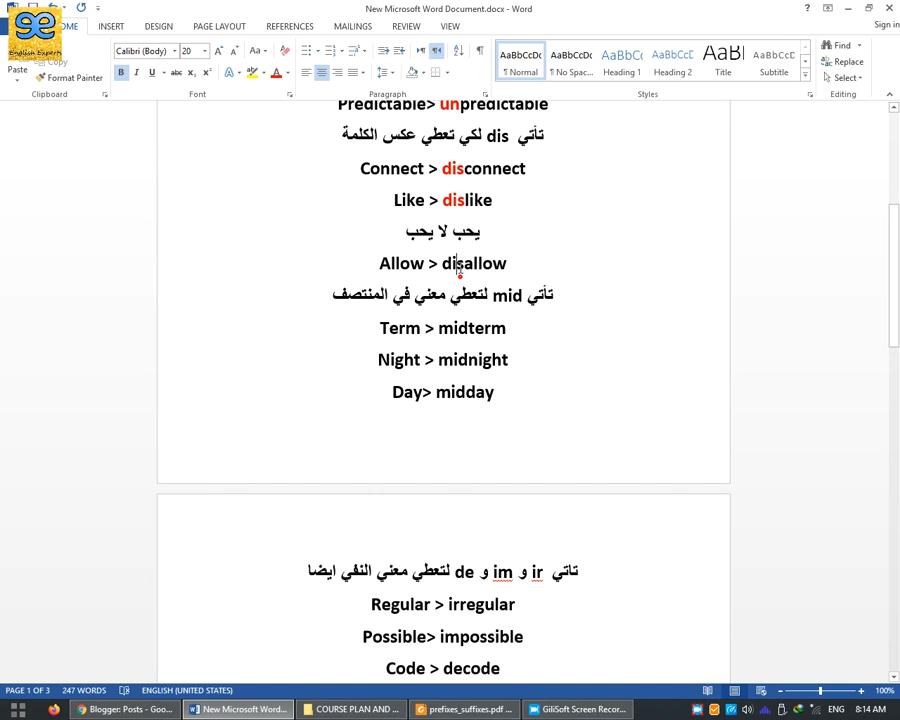 New Microsoft Word Document.docx - Word
HOME INSERT DESIGN PAGE LAYOUT REFERENCES MAILINGS REVIEW VIEW Sign in
English Experts
Paste Copy Format Painter
Calibri (Body) 20 Aa
B I U abc x₂ x²
AaBbCcDc AaBbCcDc AaBbCc AaBbCcD AaBl AaBbCcD
¶ Normal ¶ No Spac... Heading 1 Heading 2 Title Subtitle
Find Replace Select
Clipboard Font Paragraph Styles Editing
Predictable> unpredictable
تأتي dis لكي تعطي عكس الكلمة
Connect > disconnect
Like > dislike
يحب لا يحب
Allow > disallow
تأتي mid لتعطي معني في المنتصف
Term > midterm
Night > midnight
Day> midday
تاتي ir و im و de لتعطي معني النفي ايضا
Regular > irregular
Possible> impossible
Code > decode
PAGE 1 OF 3 247 WORDS ENGLISH (UNITED STATES) 100%
Blogger: Posts - Goo... New Microsoft Word... COURSE PLAN AND ... prefixes_suffixes.pdf ... GiliSoft Screen Recor... ENG 8:14 AM